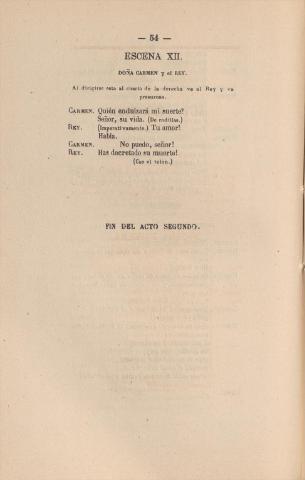 — 54 —
ESCENA XII.
DOÑA CARMEN y el REY.
Al dirigirse esta al cuarto de la derecha ve al Rey y va
presurosa.
CARMEN. Quién endulzará mi suerte?
Señor, su vida. (De rodillas.)
REY. (Imperativamente.) Tu amor!
Habla.
CARMEN. No puedo, señor!
REY. Has decretado su muerte!
(Cae el telon.)
FIN DEL ACTO SEGUNDO.